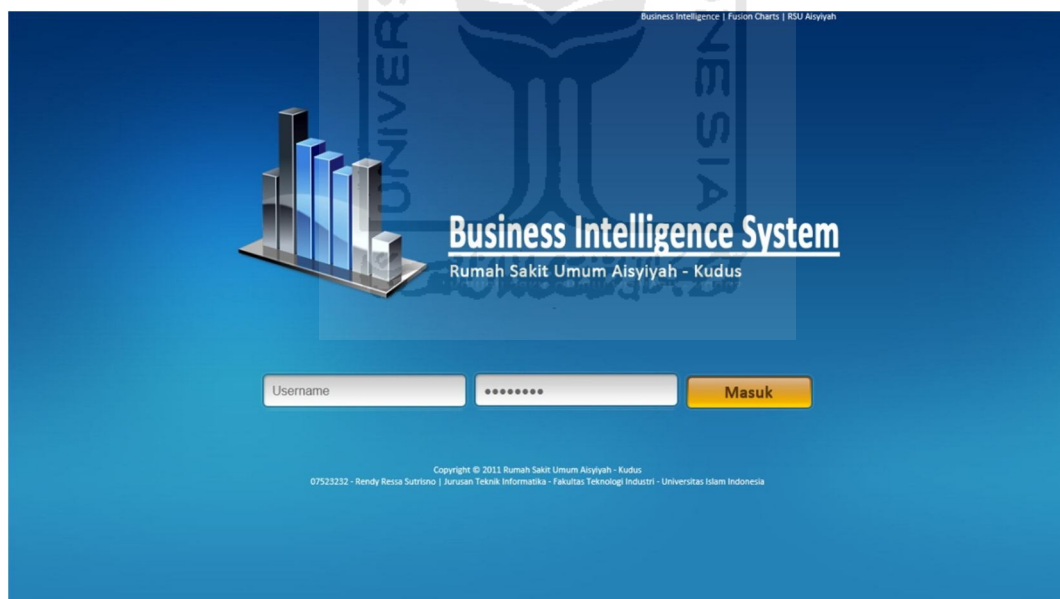 Business Intelligence | Fusion Charts | RSU Aisyiyah
Business Intelligence System
Rumah Sakit Umum Aisyiyah - Kudus
Username
Masuk
Copyright © 2011 Rumah Sakit Umum Aisyiyah - Kudus
07523232 - Rendy Ressa Sutrisno | Jurusan Teknik Informatika - Fakultas Teknologi Industri - Universitas Islam Indonesia